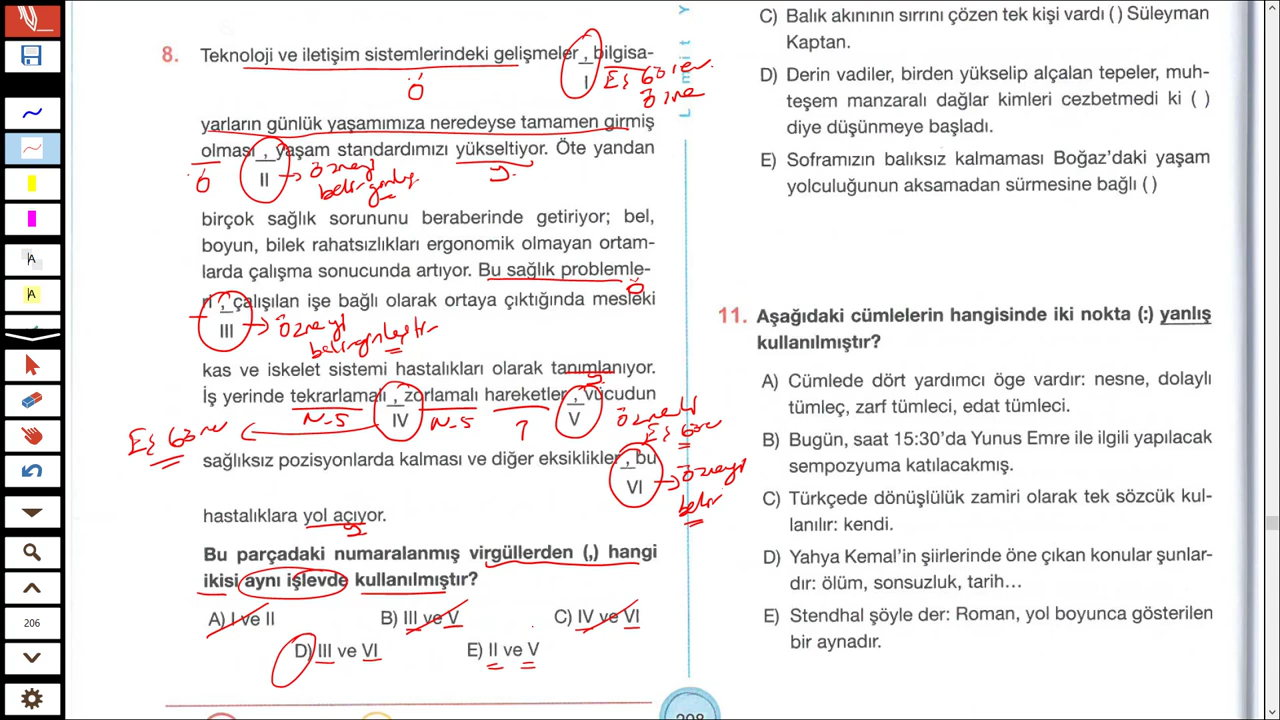 8. Teknoloji ve iletişim sistemlerindeki gelişmeler , bilgisa-
I
Eş görev
özne
Ö
yarların günlük yaşamımıza neredeyse tamamen girmiş
olması , yaşam standardımızı yükseltiyor. Öte yandan
Ö
II
özneyi
y.
birçok sağlık sorununu beraberinde getiriyor; bel,
boyun, bilek rahatsızlıkları ergonomik olmayan ortam-
larda çalışma sonucunda artıyor. Bu sağlık problemle-
Ö
ri , çalışılan işe bağlı olarak ortaya çıktığında mesleki
III
özneyi
belirginleştir
kas ve iskelet sistemi hastalıkları olarak tanımlanıyor.
y
İş yerinde tekrarlamalı , zorlamalı hareketler , vücudun
N-S
IV
N-S
V
Eş görev
Eş görev
sağlıksız pozisyonlarda kalması ve diğer eksiklikler , bu
VI
özneyi
belir
hastalıklara yol açıyor.
y
Bu parçadaki numaralanmış virgüllerden (,) hangi
ikisi aynı işlevde kullanılmıştır?
A) I ve II
B) III ve V
C) IV ve VI
D) III ve VI
E) II ve V
C) Balık akınının sırrını çözen tek kişi vardı ( ) Süleyman
Kaptan.
D) Derin vadiler, birden yükselip alçalan tepeler, muh-
teşem manzaralı dağlar kimleri cezbetmedi ki ( )
diye düşünmeye başladı.
E) Soframızın balıksız kalmaması Boğaz'daki yaşam
yolculuğunun aksamadan sürmesine bağlı ( )
11. Aşağıdaki cümlelerin hangisinde iki nokta (:) yanlış
kullanılmıştır?
A) Cümlede dört yardımcı öge vardır: nesne, dolaylı
tümleç, zarf tümleci, edat tümleci.
B) Bugün, saat 15:30'da Yunus Emre ile ilgili yapılacak
sempozyuma katılacakmış.
C) Türkçede dönüşlülük zamiri olarak tek sözcük kul-
lanılır: kendi.
D) Yahya Kemal'in şiirlerinde öne çıkan konular şunlar-
dır: ölüm, sonsuzluk, tarih...
E) Stendhal şöyle der: Roman, yol boyunca gösterilen
bir aynadır.
A
A
206